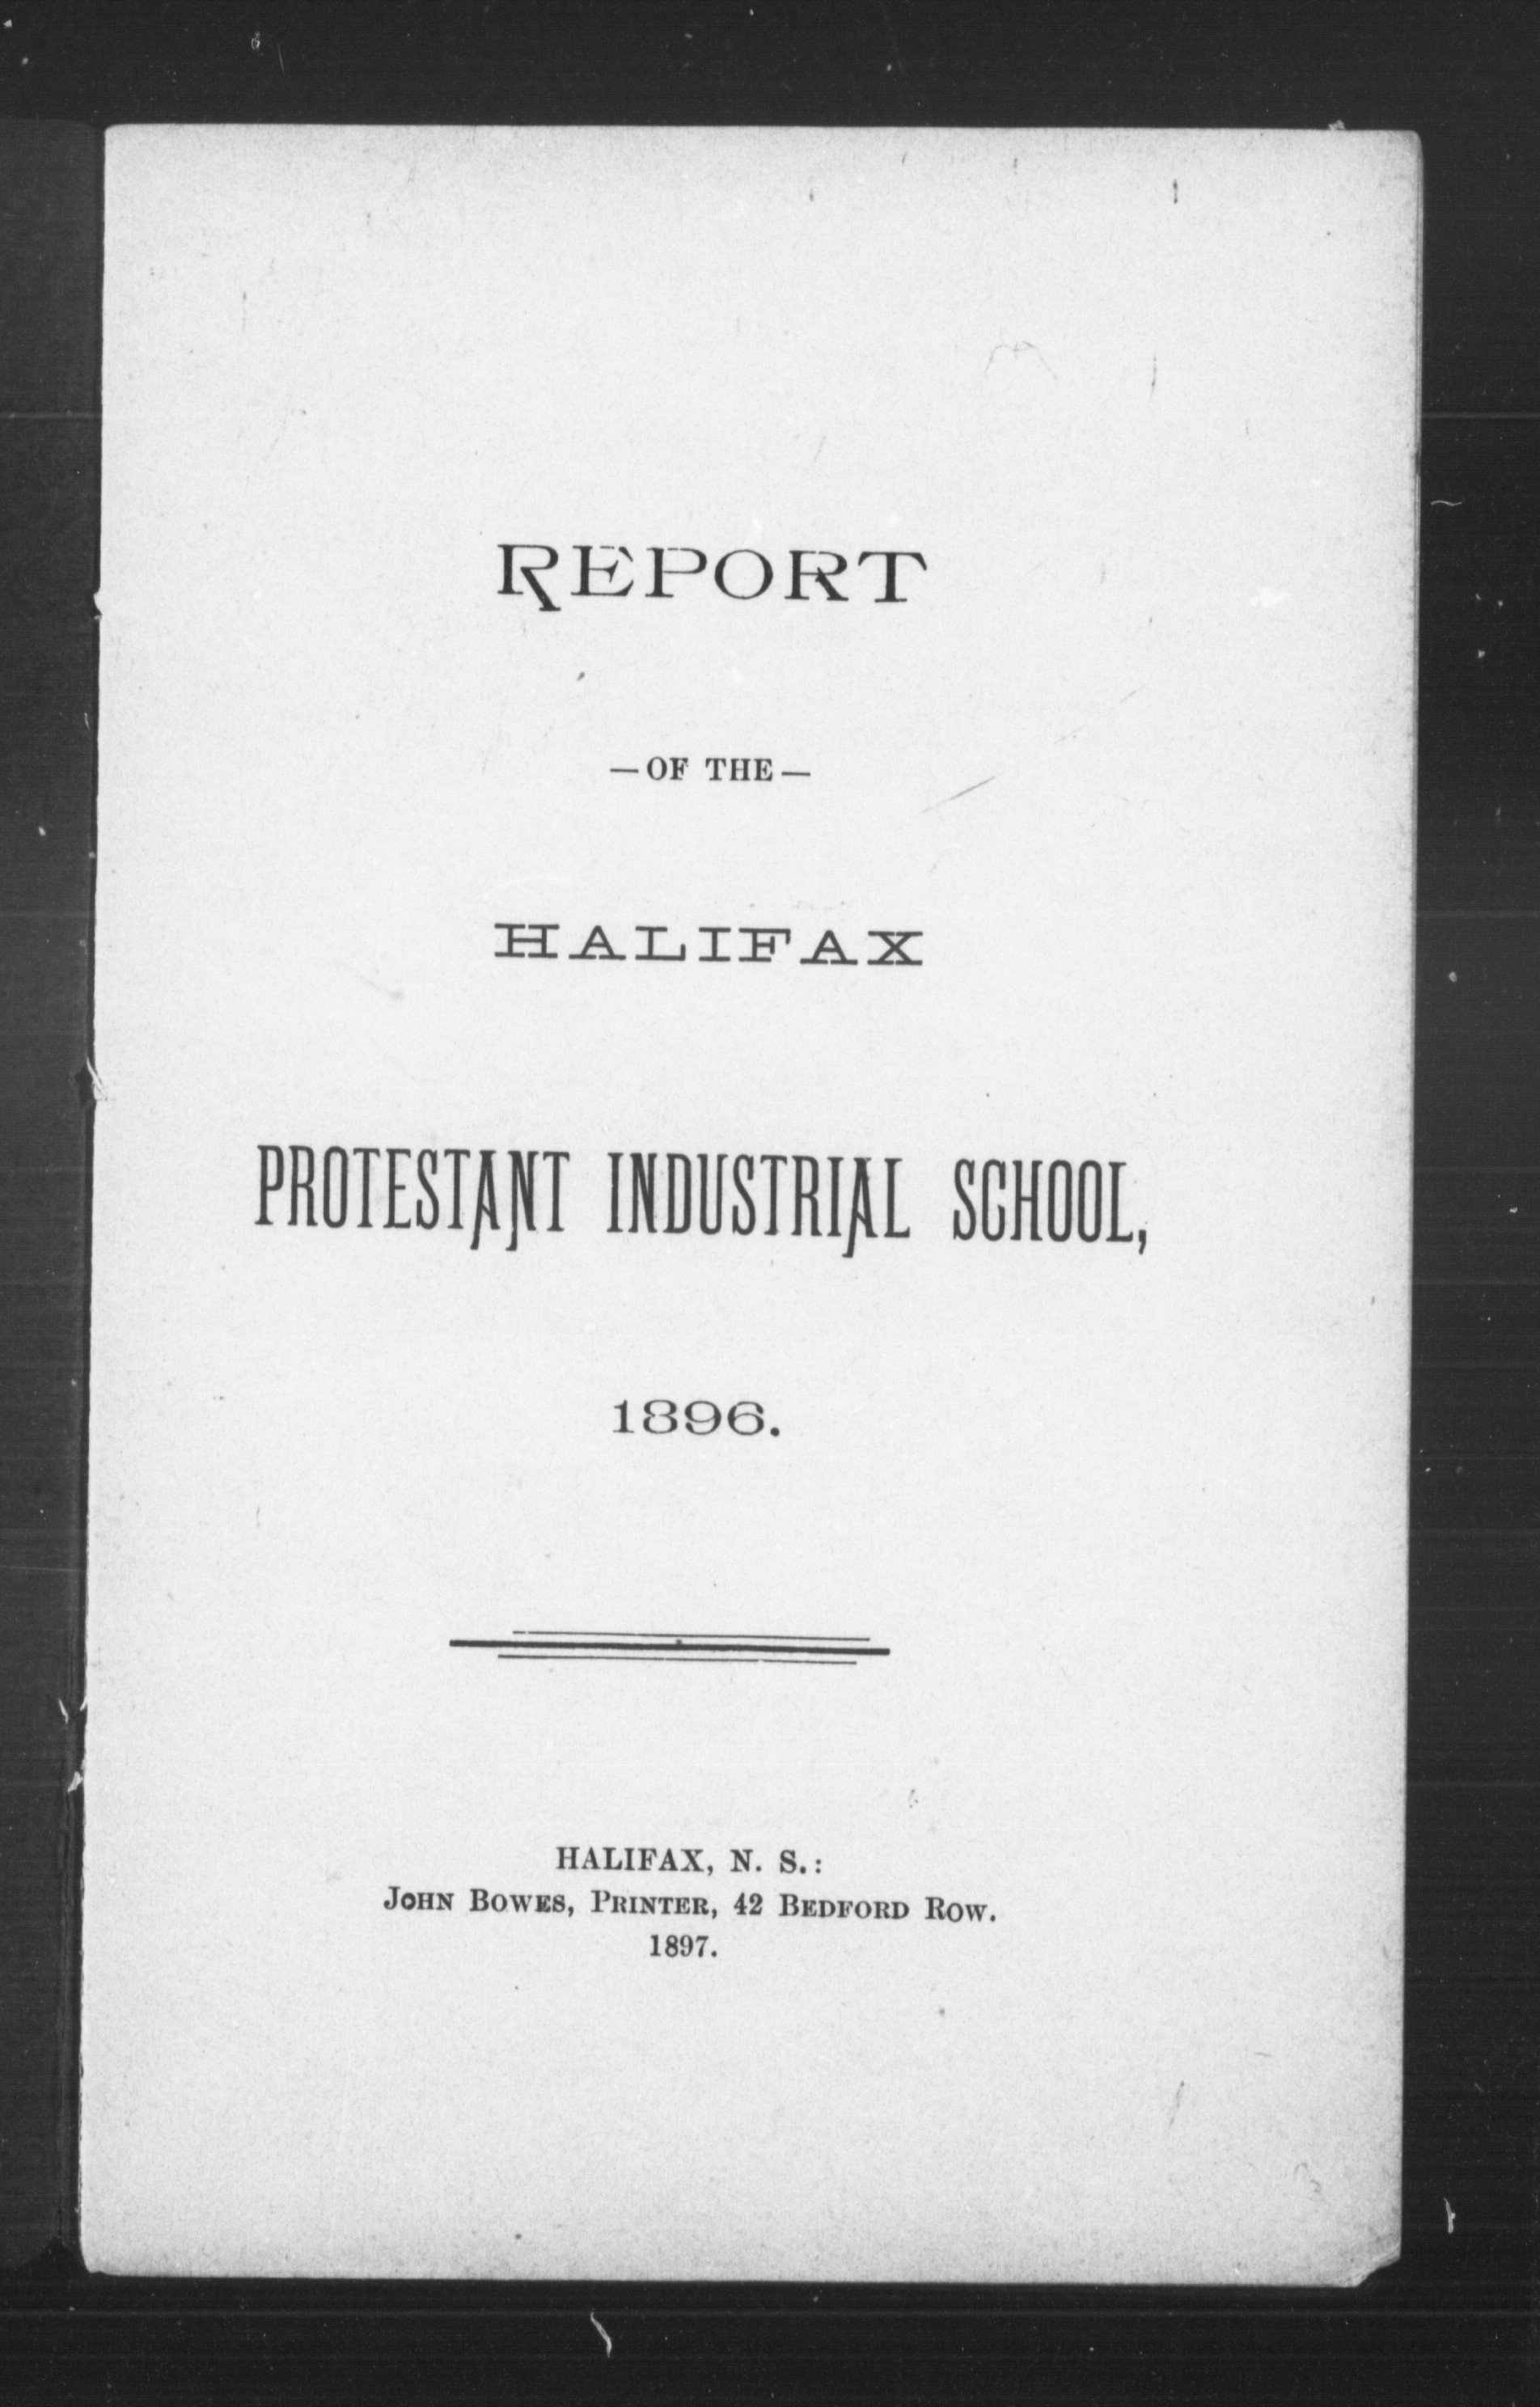 REPORT
—OF THE—
HALIFAX
PROTESTANT INDUSTRIAL SCHOOL,
1896.
HALIFAX, N. S.:
JOHN BOWES, PRINTER, 42 BEDFORD ROW.
1897.